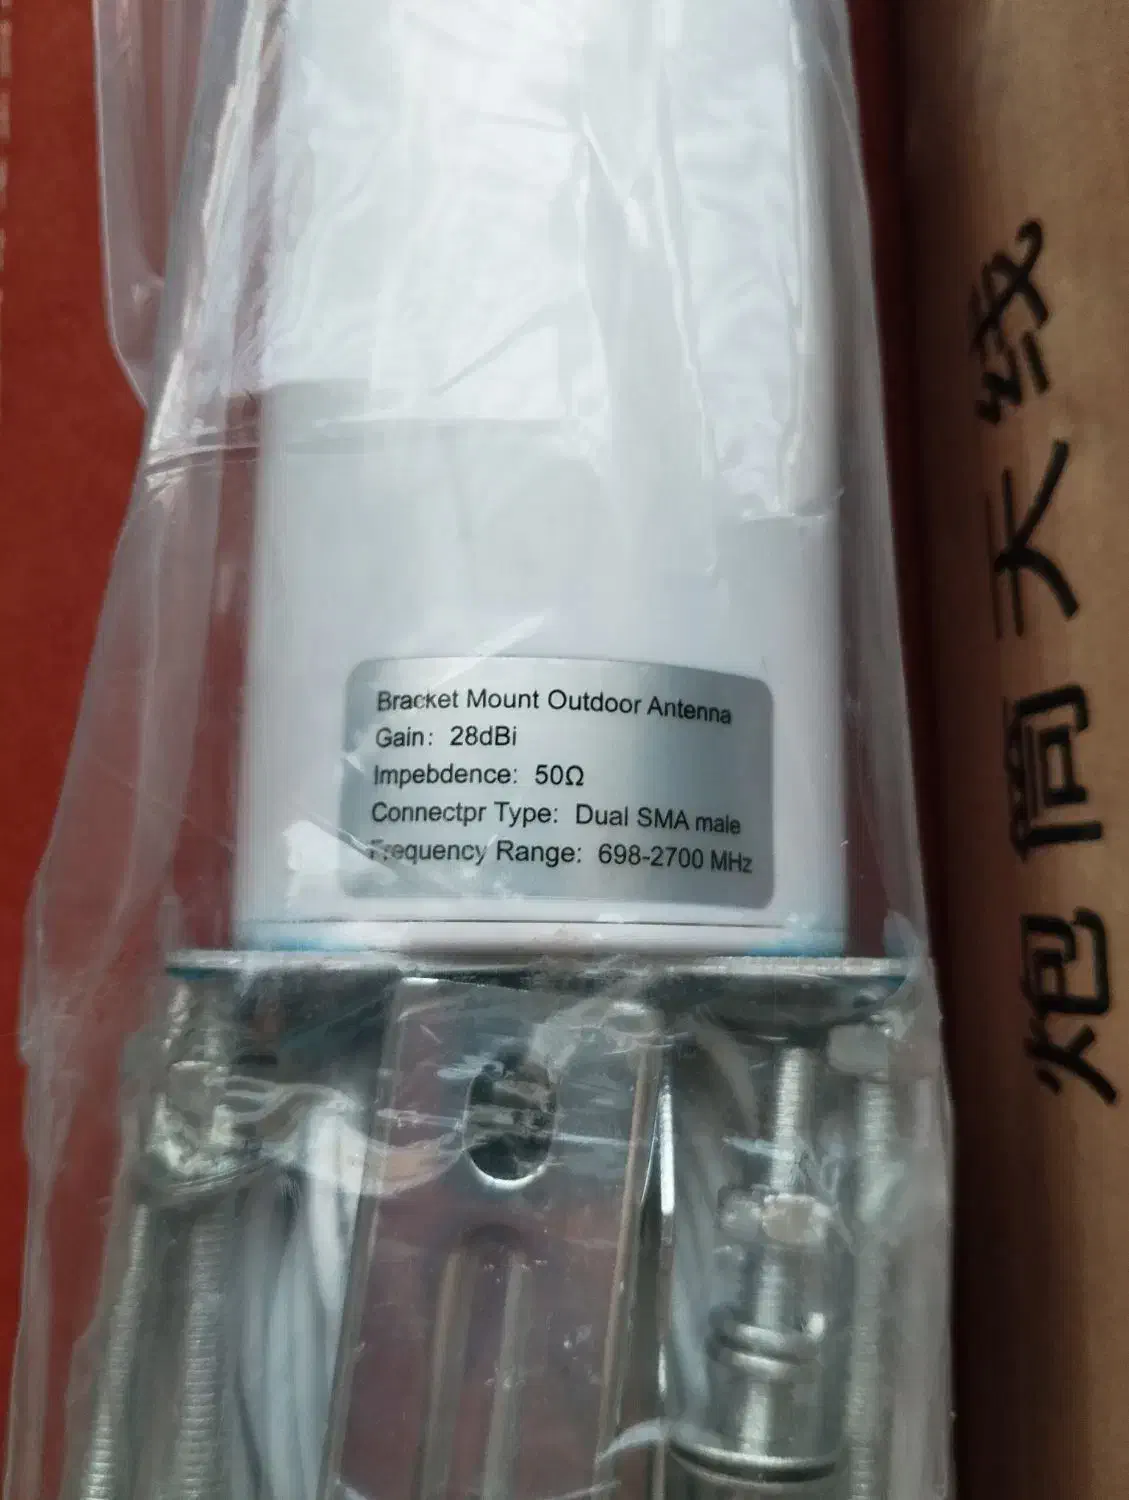 Bracket Mount Outdoor Antenna
Gain: 28dBi
Impebdence: 50Ω
Connectpr Type: Dual SMA male
Frequency Range: 698-2700 MHz
炮筒天线